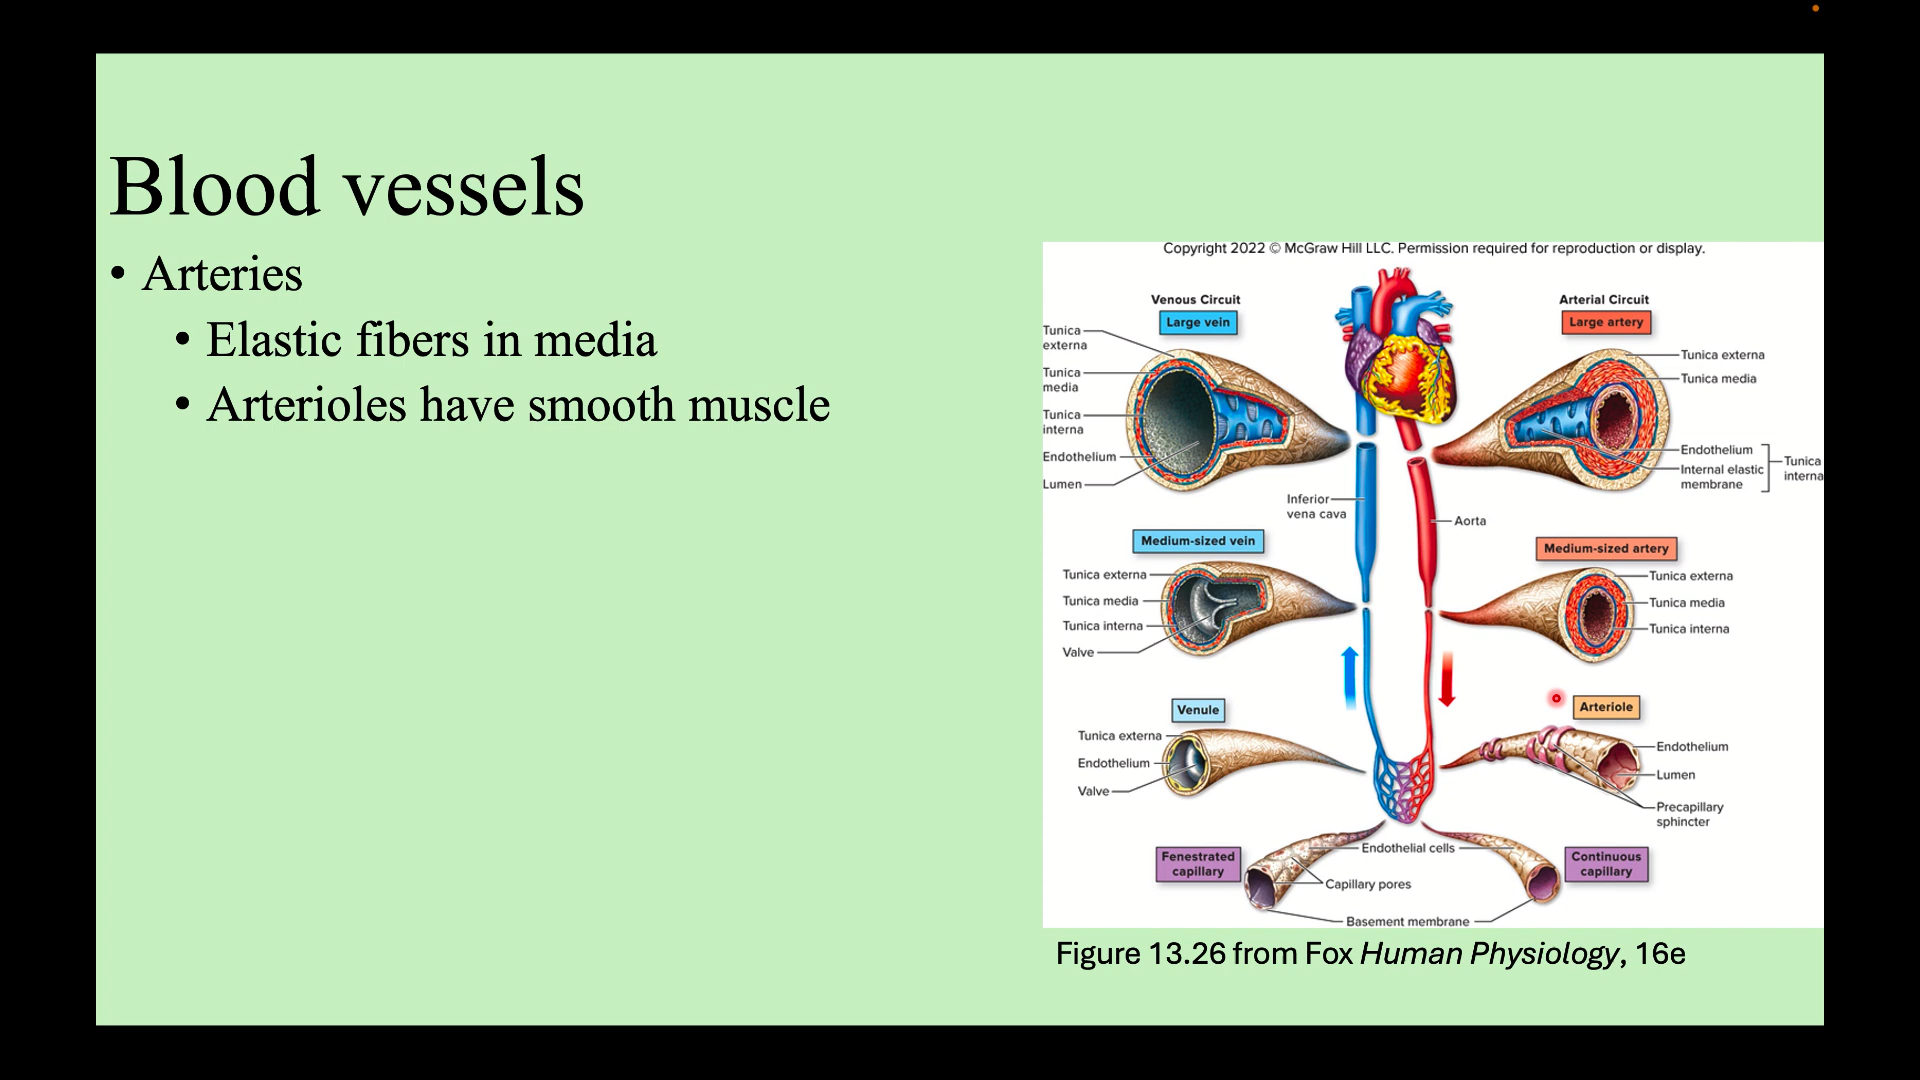 Blood vessels
• Arteries
• Elastic fibers in media
• Arterioles have smooth muscle
Copyright 2022 © McGraw Hill LLC. Permission required for reproduction or display.
Venous Circuit
Large vein
Tunica
externa
Tunica
media
Tunica
interna
Endothelium
Lumen
Arterial Circuit
Large artery
Tunica externa
Tunica media
Endothelium
Internal elastic
membrane
Tunica
interna
Inferior
vena cava
Aorta
Medium-sized vein
Tunica externa
Tunica media
Tunica interna
Valve
Medium-sized artery
Tunica externa
Tunica media
Tunica interna
Venule
Tunica externa
Endothelium
Valve
Arteriole
Endothelium
Lumen
Precapillary
sphincter
Fenestrated
capillary
Endothelial cells
Capillary pores
Basement membrane
Continuous
capillary
Figure 13.26 from Fox Human Physiology, 16e